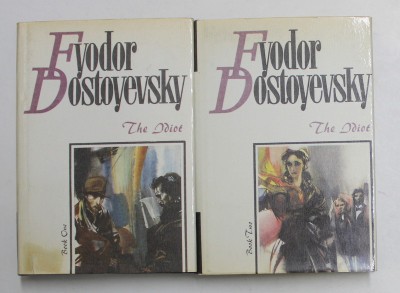 Fyodor
Dostoyevsky
The Idiot
Book One
Fyodor
Dostoyevsky
The Idiot
Book Two